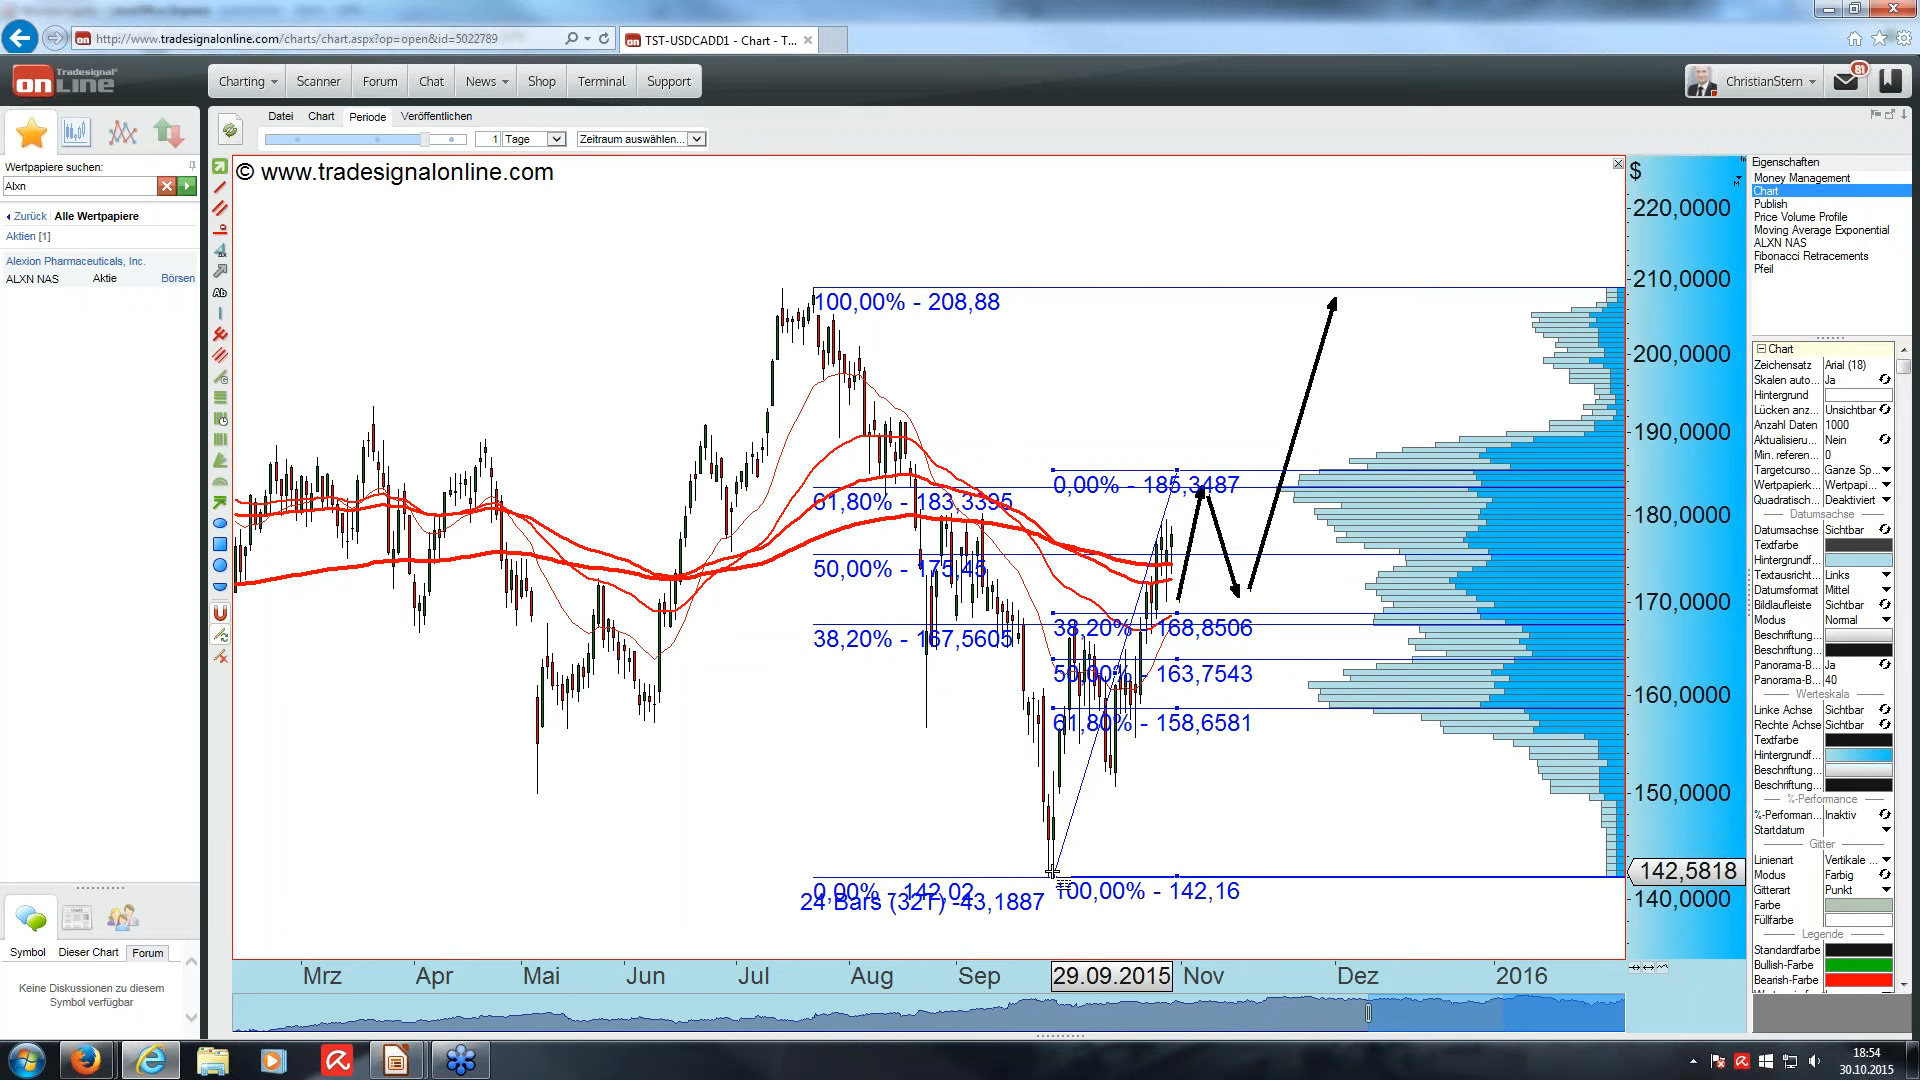 http://www.tradesignalonline.com/charts/chart.aspx?op=open&id=5022789
TST-USDCADD1 - Chart - T...
Tradesignal®
onLINE
Charting
Scanner
Forum
Chat
News
Shop
Terminal
Support
ChristianStern
81
Datei
Chart
Periode
Veröffentlichen
1
Tage
Zeitraum auswählen...
Wertpapiere suchen:
Alxn
Zurück
Alle Wertpapiere
Aktien [1]
Alexion Pharmaceuticals, Inc.
ALXN NAS
Aktie
Börsen
Symbol
Dieser Chart
Forum
Keine Diskussionen zu diesem
Symbol verfügbar
Ab
© www.tradesignalonline.com
100,00% - 208,88
61,80% - 183,3395
50,00% - 175,45
38,20% - 167,5605
0,00% - 142,02
24 Bars (32T) -43,1887
0,00% - 185,3487
38,20% - 168,8506
50,00% - 163,7543
61,80% - 158,6581
100,00% - 142,16
$
220,0000
210,0000
200,0000
190,0000
180,0000
170,0000
160,0000
150,0000
142,5818
140,0000
Mrz
Apr
Mai
Jun
Jul
Aug
Sep
29.09.2015
Nov
Dez
2016
Eigenschaften
Money Management
Chart
Publish
Price Volume Profile
Moving Average Exponential
ALXN NAS
Fibonacci Retracements
Pfeil
Chart
Zeichensatz Arial (18)
Skalen auto... Ja
Hintergrund
Lücken anz... Unsichtbar
Anzahl Daten 1000
Aktualisieru... Nein
Min. referen... 0
Targetcurso... Ganze Sp...
Wertpapierk... Wertpapi...
Quadratisch... Deaktiviert
Datumsachse
Datumsachse Sichtbar
Textfarbe
Hintergrundf...
Textausricht... Links
Datumsformat Mittel
Bildlaufleiste Sichtbar
Modus Normal
Beschriftung...
Beschriftung...
Panorama-B... Ja
Panorama-B... 40
Werteskala
Linke Achse Sichtbar
Rechte Achse Sichtbar
Textfarbe
Hintergrundf...
Beschriftung...
Beschriftung...
%-Performance
%-Performan... Inaktiv
Startdatum
Gitter
Linienart Vertikale ...
Modus Farbig
Gitterart Punkt
Farbe
Füllfarbe
Legende
Standardfarbe
Bullish-Farbe
Bearish-Farbe
18:54
30.10.2015